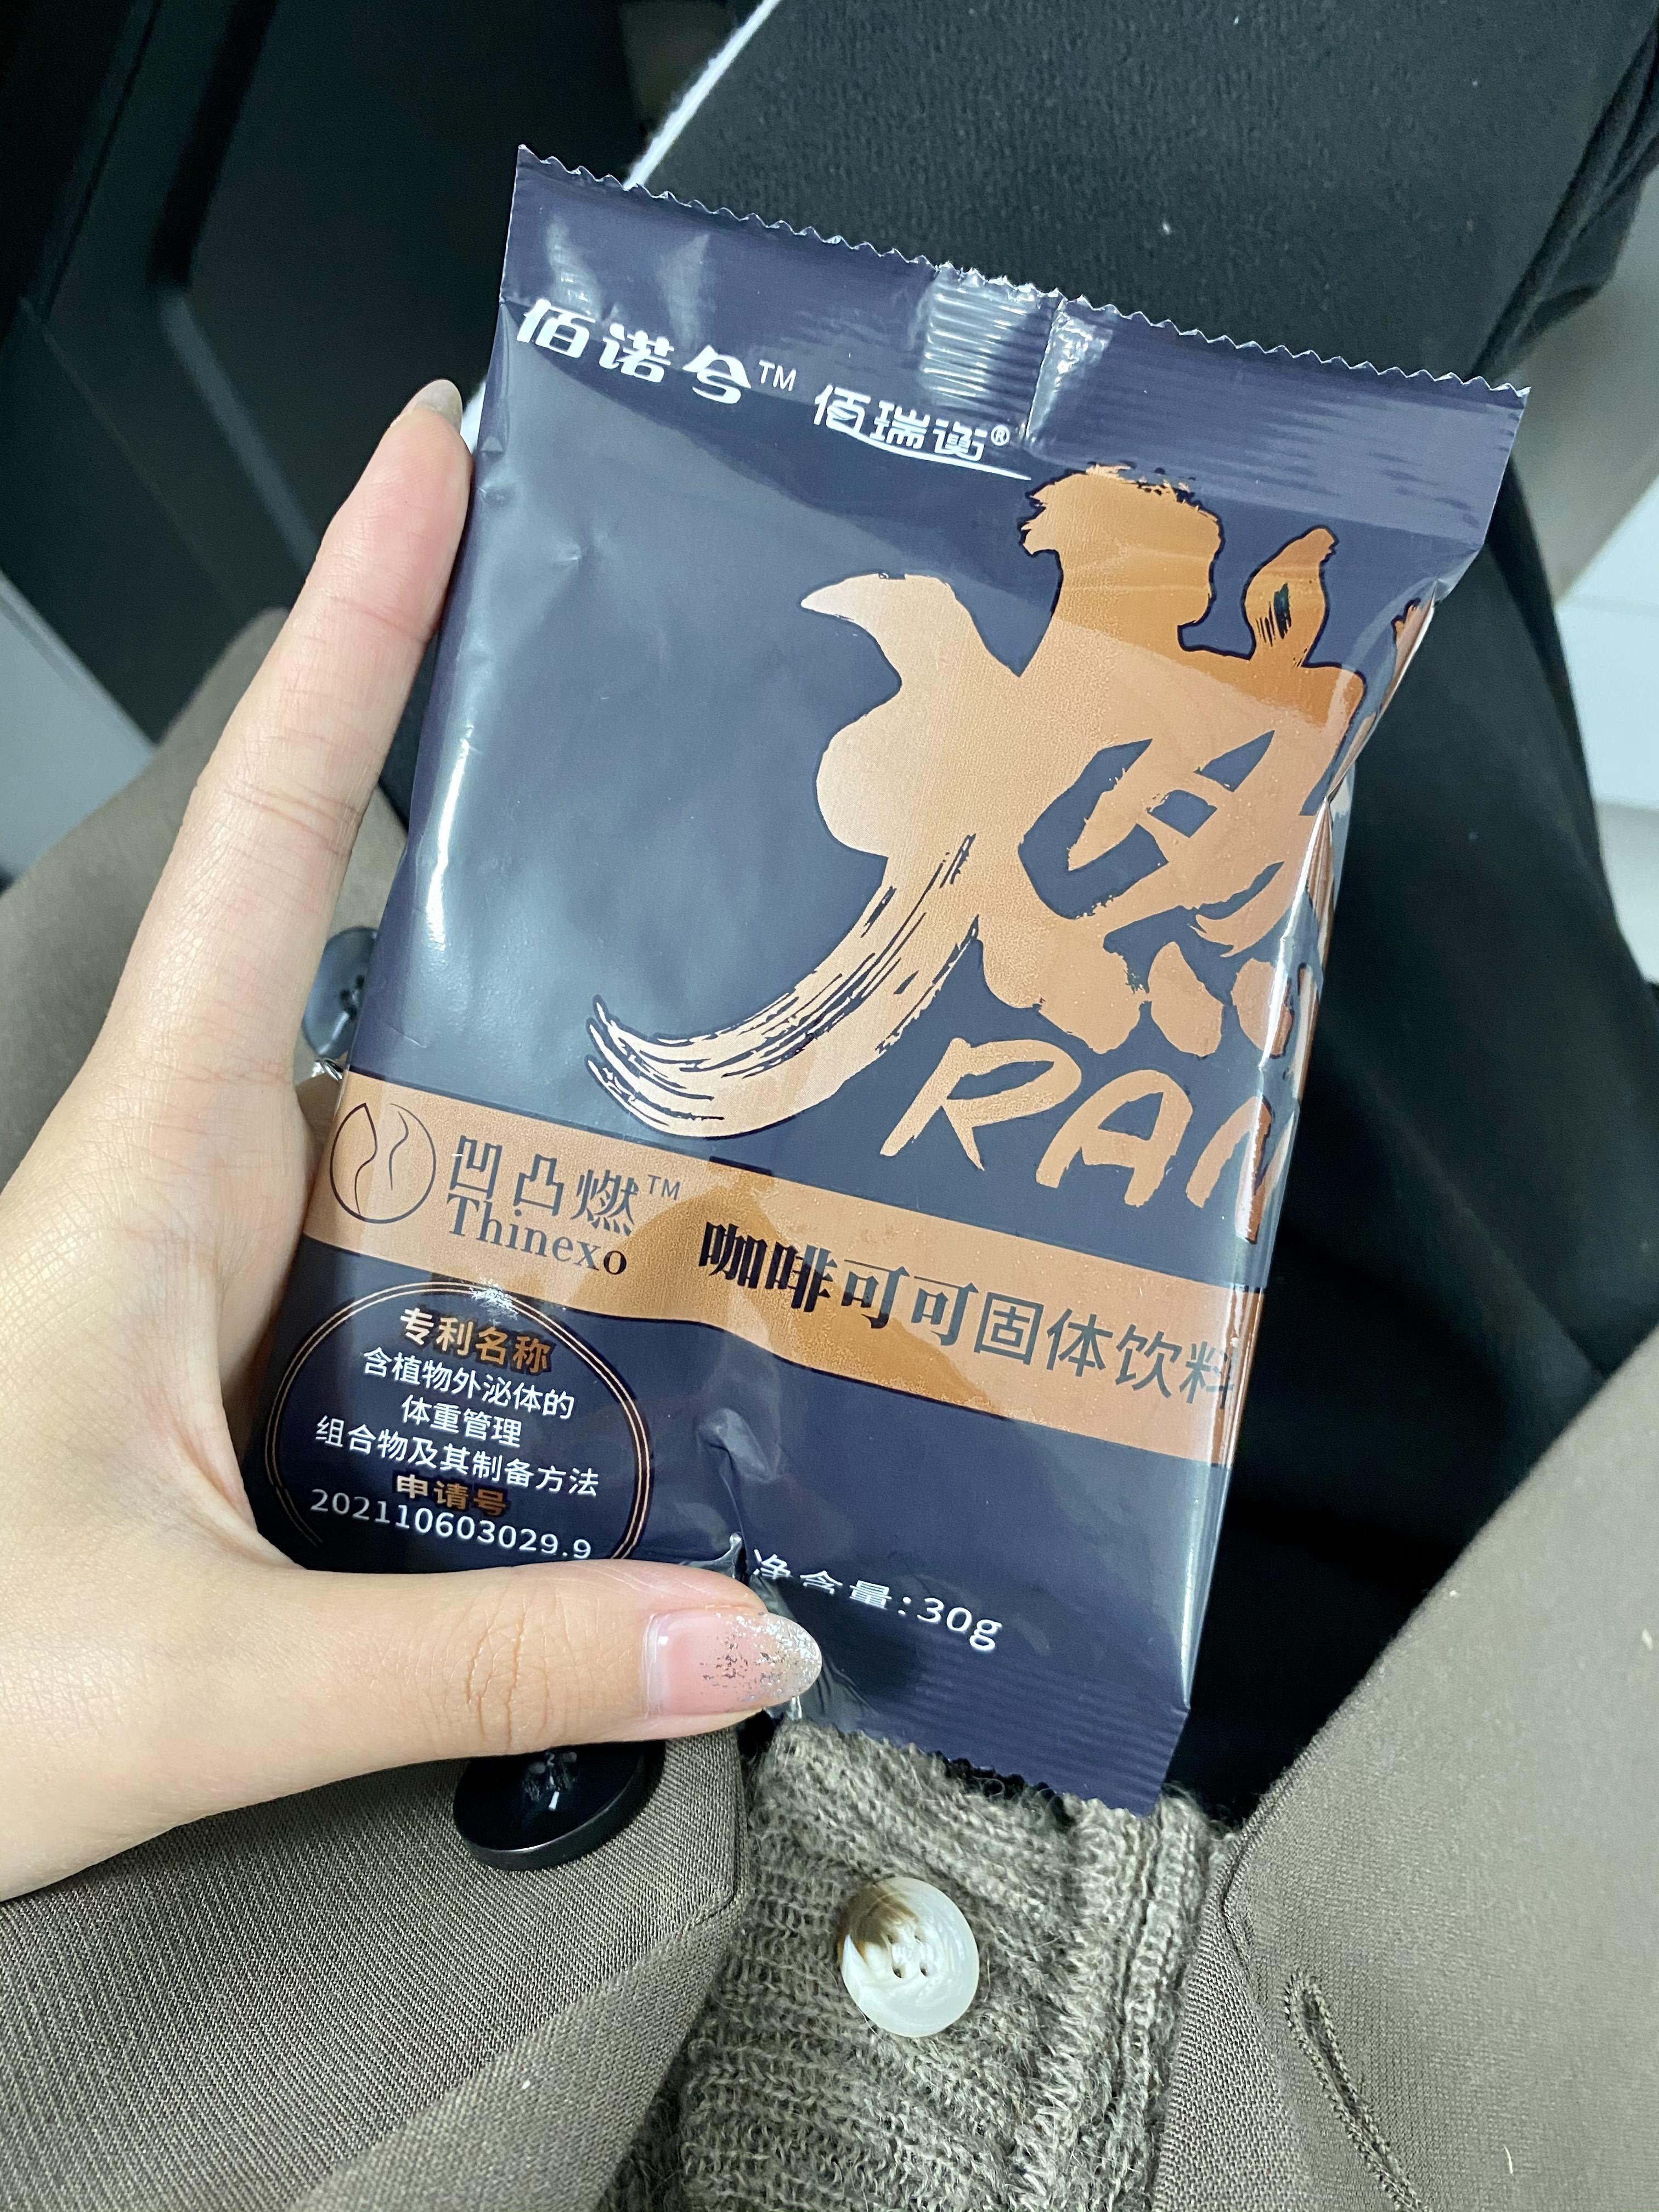 佰诺兮™ 佰瑞衡®
燃
RAN
凹凸燃™
Thinexo
咖啡可可固体饮料
专利名称
含植物外泌体的
体重管理
组合物及其制备方法
申请号
202110603029.9
净含量:30g